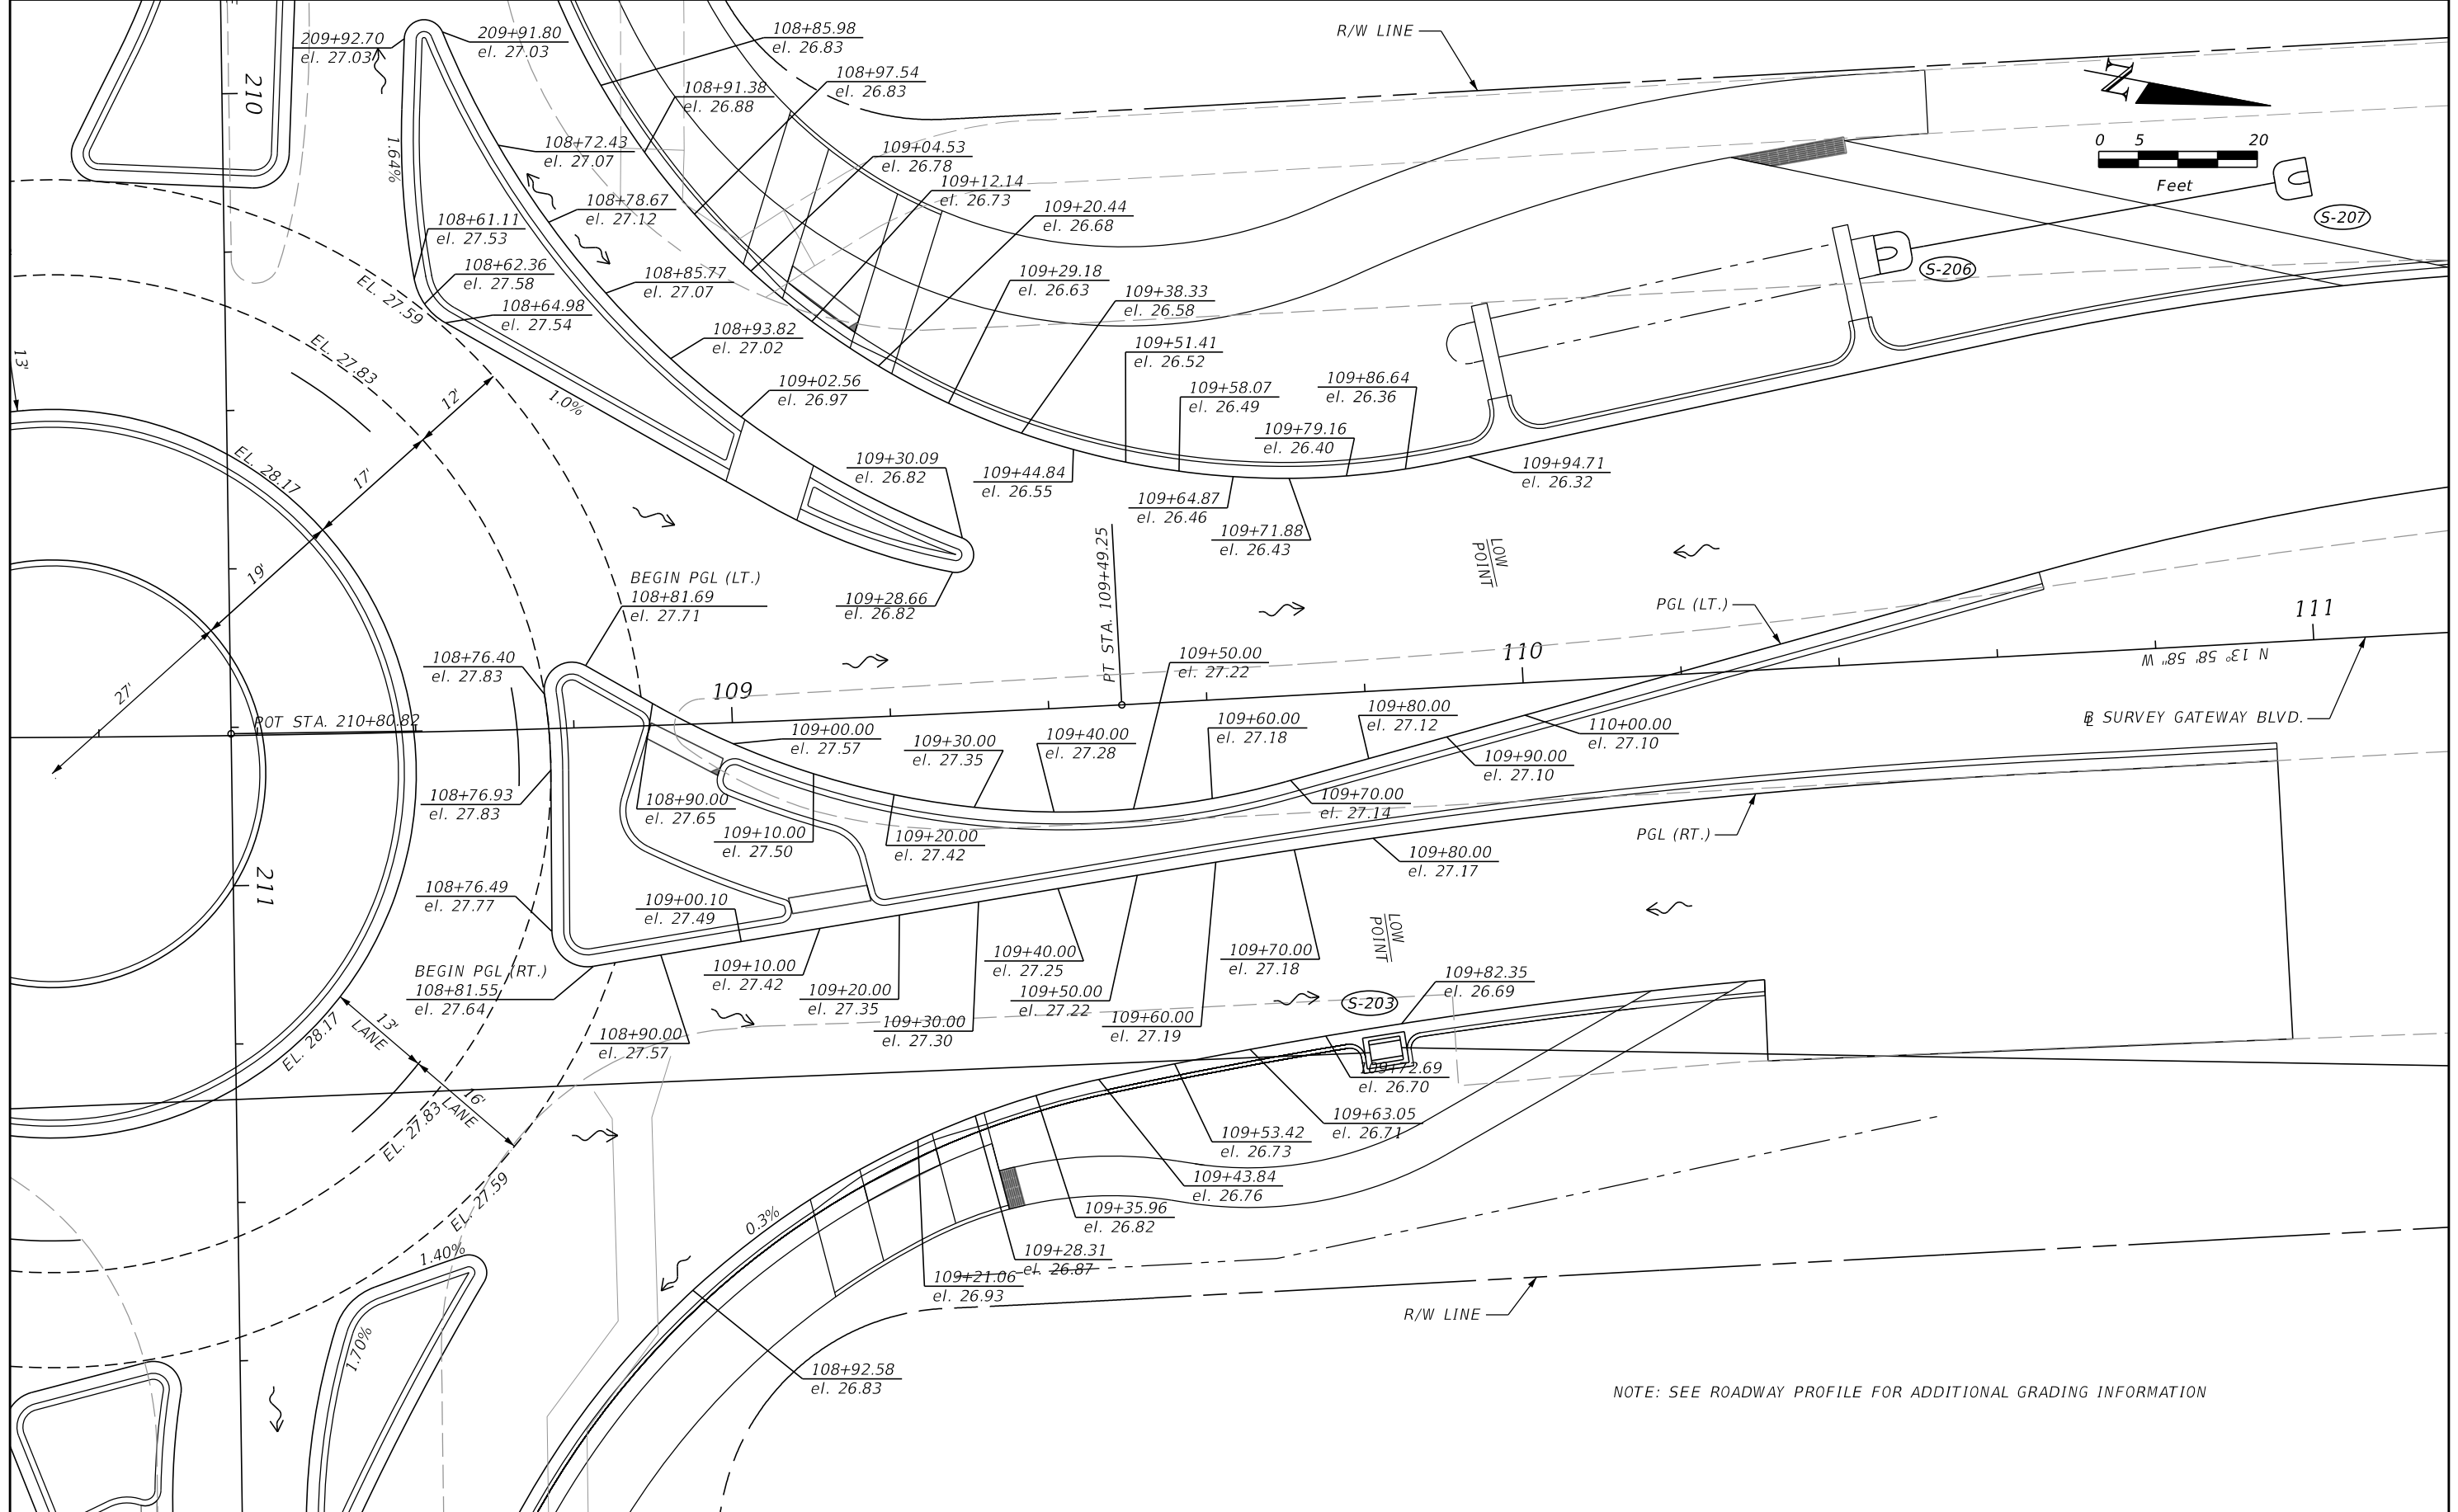 209+92.70
el. 27.03
209+91.80
el. 27.03
108+85.98
el. 26.83
R/W LINE
210
108+91.38
el. 26.88
108+97.54
el. 26.83
N
0 5 20
Feet
1.64%
108+72.43
el. 27.07
109+04.53
el. 26.78
109+12.14
el. 26.73
108+78.67
el. 27.12
109+20.44
el. 26.68
S-207
108+61.11
el. 27.53
108+62.36
el. 27.58
108+85.77
el. 27.07
109+29.18
el. 26.63
S-206
EL. 27.59
108+64.98
el. 27.54
109+38.33
el. 26.58
13'
EL. 27.83
108+93.82
el. 27.02
109+51.41
el. 26.52
12'
1.0%
109+02.56
el. 26.97
109+58.07
el. 26.49
109+86.64
el. 26.36
109+79.16
el. 26.40
EL. 28.17
17'
109+30.09
el. 26.82
109+44.84
el. 26.55
109+94.71
el. 26.32
109+64.87
el. 26.46
109+71.88
el. 26.43
LOW
POINT
19'
BEGIN PGL (LT.)
108+81.69
el. 27.71
109+28.66
el. 26.82
PT STA. 109+49.25
PGL (LT.)
111
27'
108+76.40
el. 27.83
109
109+50.00
el. 27.22
110
N 13° 58' 58" W
POT STA. 210+80.82
109+00.00
el. 27.57
109+30.00
el. 27.35
109+40.00
el. 27.28
109+60.00
el. 27.18
109+80.00
el. 27.12
110+00.00
el. 27.10
BL SURVEY GATEWAY BLVD.
109+90.00
el. 27.10
108+76.93
el. 27.83
108+90.00
el. 27.65
109+10.00
el. 27.50
109+20.00
el. 27.42
109+70.00
el. 27.14
PGL (RT.)
109+80.00
el. 27.17
211
108+76.49
el. 27.77
109+00.10
el. 27.49
LOW
POINT
BEGIN PGL (RT.)
108+81.55
el. 27.64
109+10.00
el. 27.42
109+20.00
el. 27.35
109+30.00
el. 27.30
109+40.00
el. 27.25
109+50.00
el. 27.22
109+60.00
el. 27.19
109+70.00
el. 27.18
S-203
109+82.35
el. 26.69
EL. 28.17
13'
LANE
108+90.00
el. 27.57
109+72.69
el. 26.70
16'
LANE
EL. 27.83
109+63.05
el. 26.71
109+53.42
el. 26.73
109+43.84
el. 26.76
EL. 27.59
0.3%
109+35.96
el. 26.82
109+28.31
el. 26.87
109+21.06
el. 26.93
1.40%
R/W LINE
1.70%
108+92.58
el. 26.83
NOTE: SEE ROADWAY PROFILE FOR ADDITIONAL GRADING INFORMATION